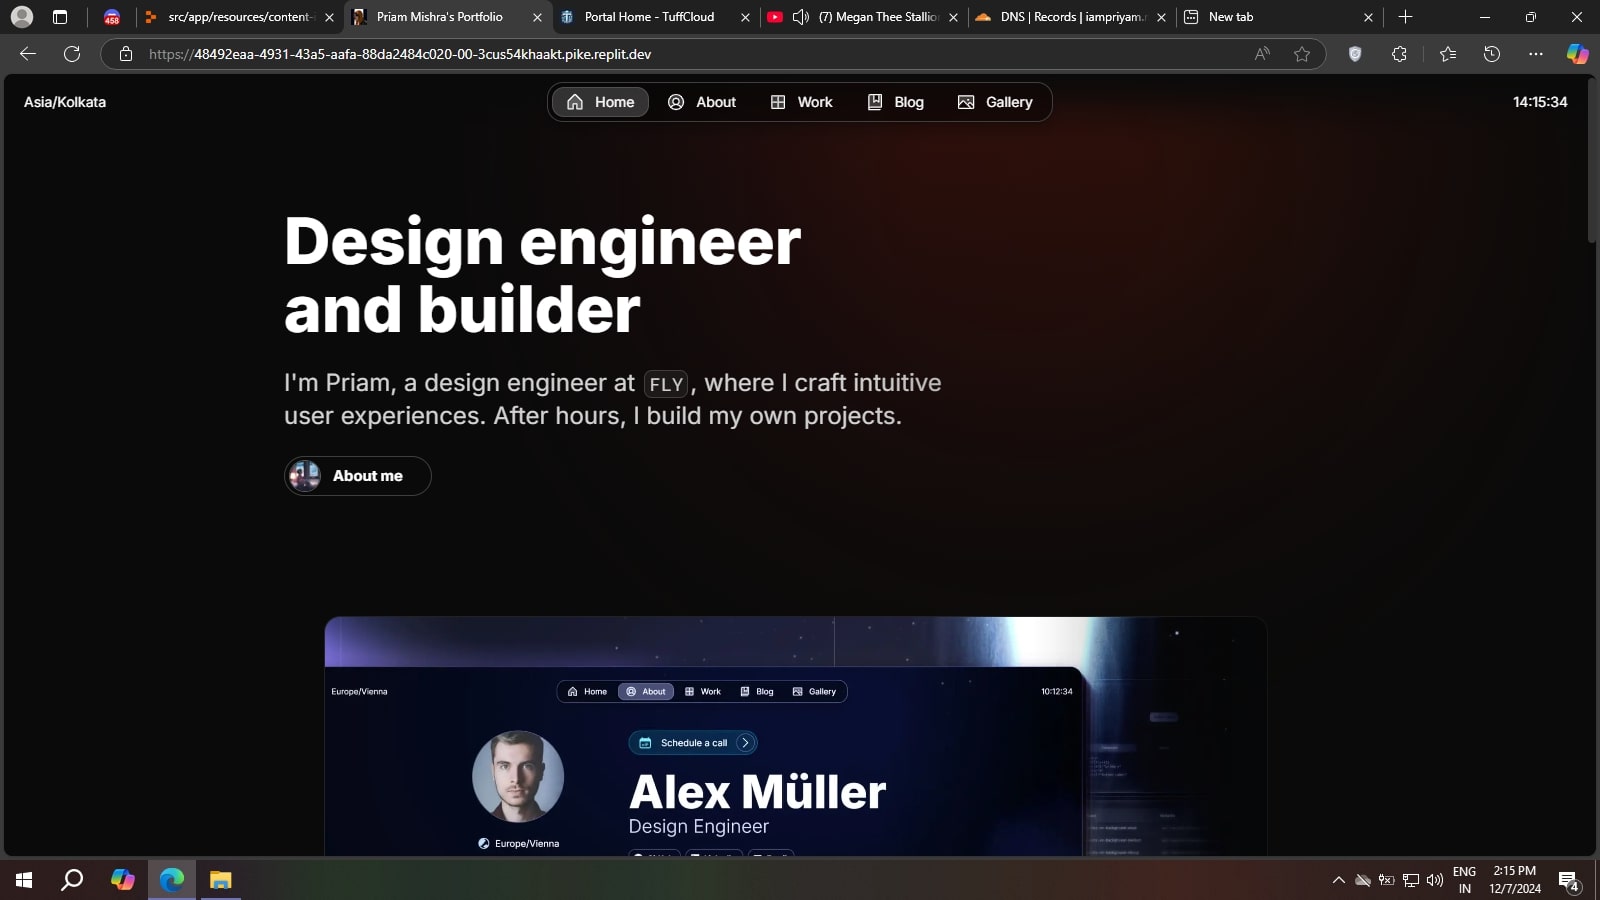 458
src/app/resources/content-
Priam Mishra's Portfolio
Portal Home - TuffCloud
(7) Megan Thee Stallio
DNS | Records | iampriyam.
New tab
https://48492eaa-4931-43a5-aafa-88da2484c020-00-3cus54khaakt.pike.replit.dev
Asia/Kolkata
Home
About
Work
Blog
Gallery
14:15:34
Design engineer
and builder
I'm Priam, a design engineer at FLY, where I craft intuitive
user experiences. After hours, I build my own projects.
About me
Europe/Vienna
Home
About
Work
Blog
Gallery
10:12:34
Schedule a call
Alex Müller
Design Engineer
Europe/Vienna
ENG
IN
2:15 PM
12/7/2024
4